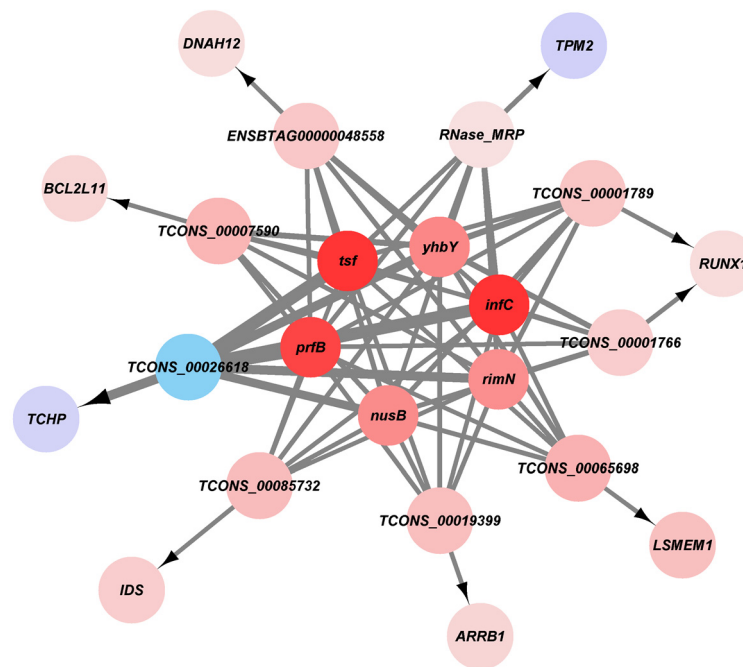 DNAH12
TPM2
ENSBTAG00000048558
RNase_MRP
BCL2L11
TCONS_00001789
TCONS_00007590
yhbY
tsf
RUNX1
infC
prfB
TCONS_00001766
TCONS_00026618
rimN
TCHP
nusB
TCONS_00065698
TCONS_00085732
TCONS_00019399
LSMEM1
IDS
ARRB1